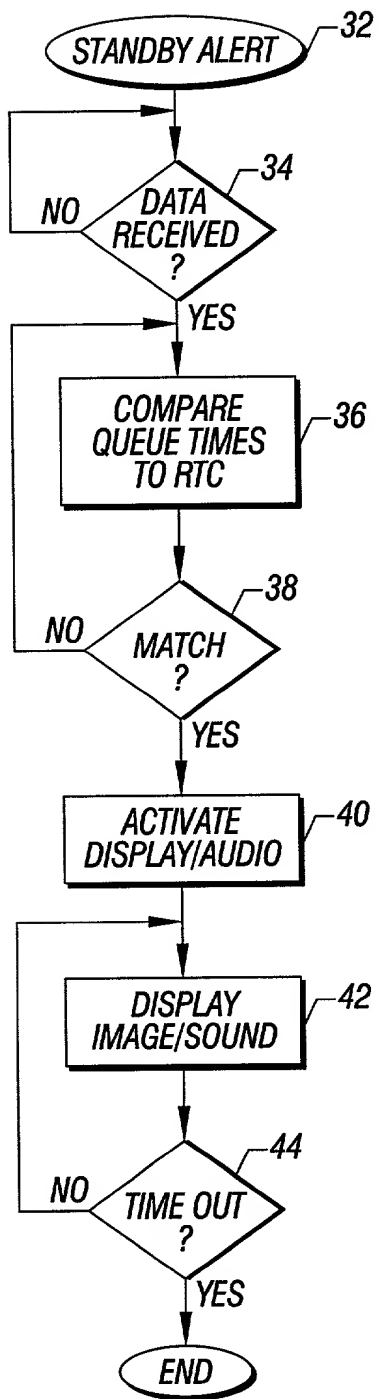 STANDBY ALERT
32
34
DATA
RECEIVED
?
NO
YES
COMPARE
QUEUE TIMES
TO RTC
36
38
NO
MATCH
?
YES
ACTIVATE
DISPLAY/AUDIO
40
DISPLAY
IMAGE/SOUND
42
44
NO
TIME OUT
?
YES
END